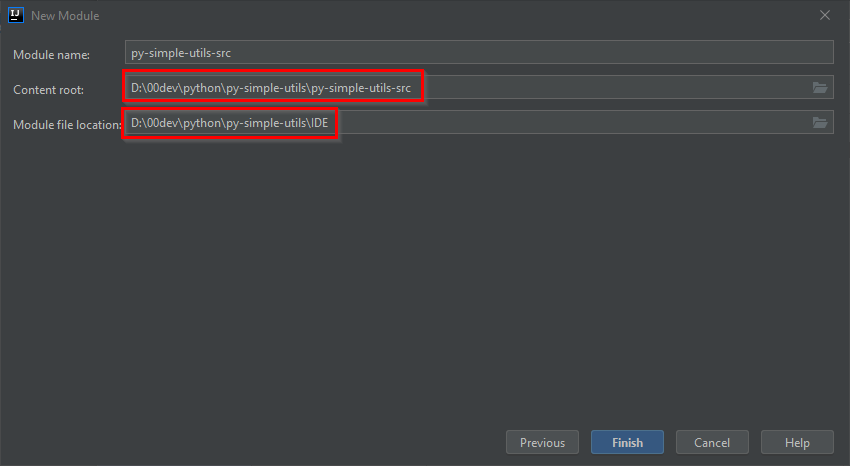 IJ New Module
Module name: py-simple-utils-src
Content root: D:\00dev\python\py-simple-utils\py-simple-utils-src
Module file location: D:\00dev\python\py-simple-utils\IDE
Previous Finish Cancel Help